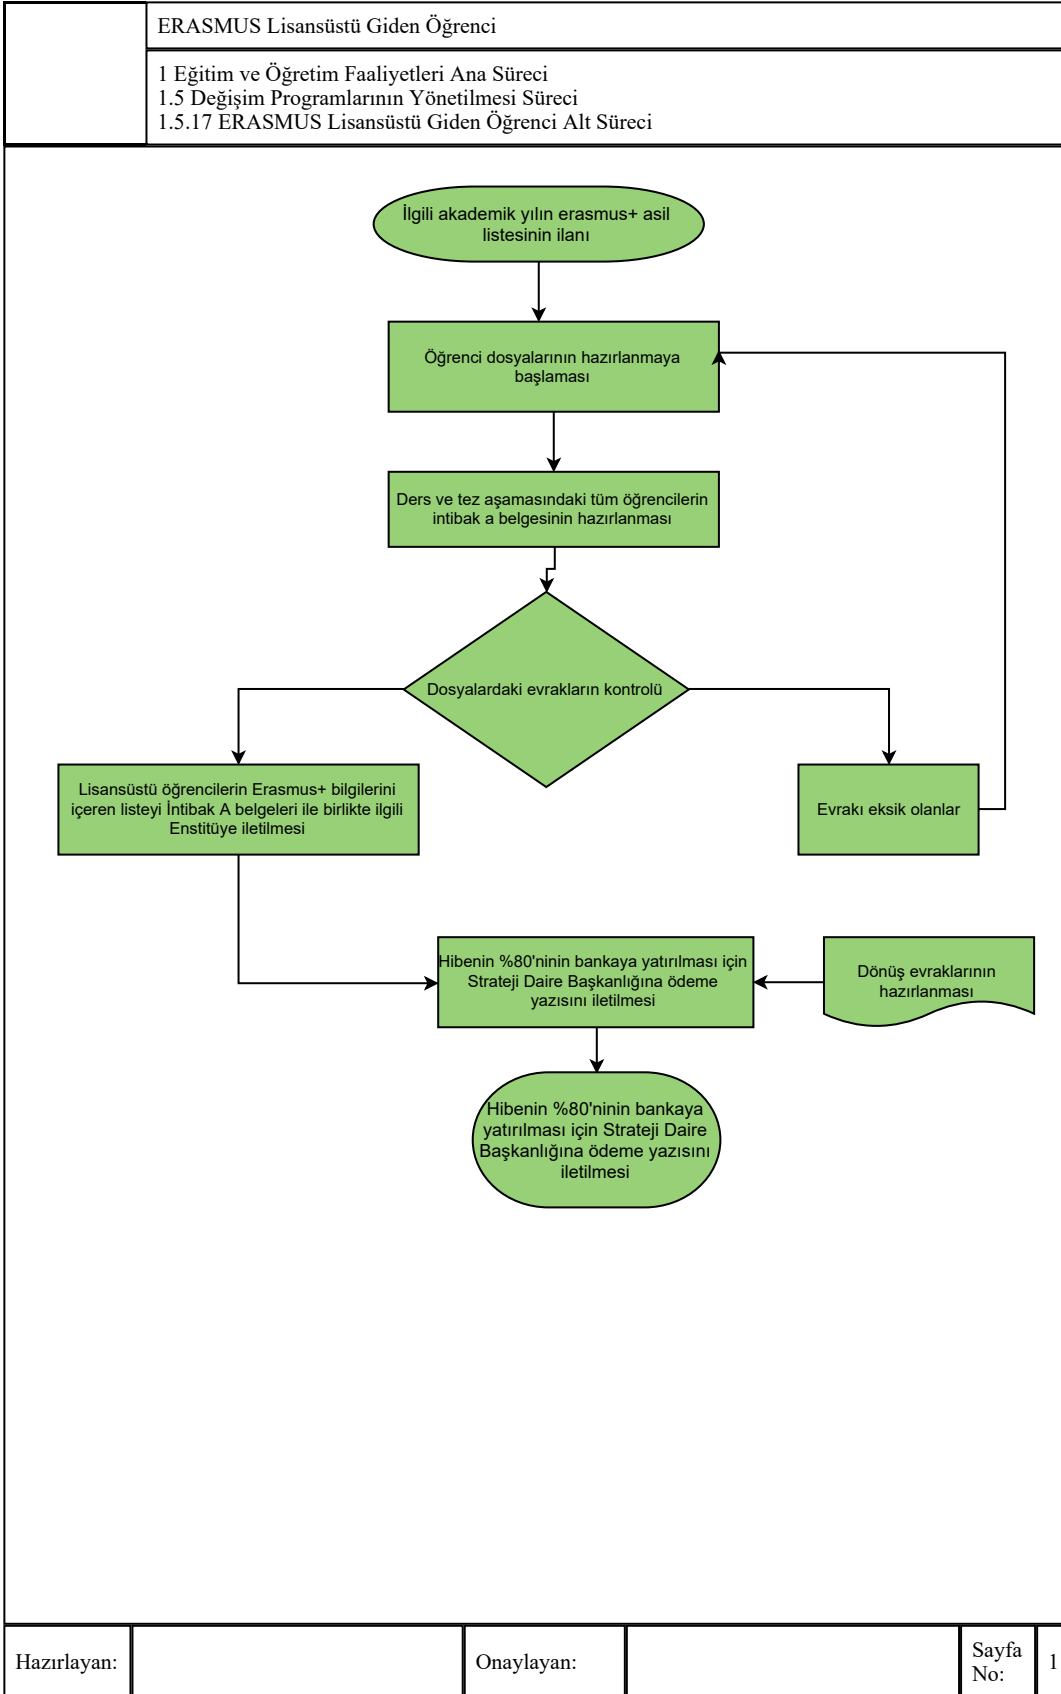 ERASMUS Lisansüstü Giden Öğrenci
1 Eğitim ve Öğretim Faaliyetleri Ana Süreci
1.5 Değişim Programlarının Yönetilmesi Süreci
1.5.17 ERASMUS Lisansüstü Giden Öğrenci Alt Süreci
İlgili akademik yılın erasmus+ asil
listesinin ilanı
Öğrenci dosyalarının hazırlanmaya
başlaması
Ders ve tez aşamasındaki tüm öğrencilerin
intibak a belgesinin hazırlanması
Dosyalardaki evrakların kontrolü
Lisansüstü öğrencilerin Erasmus+ bilgilerini
içeren listeyi İntibak A belgeleri ile birlikte ilgili
Enstitüye iletilmesi
Evrakı eksik olanlar
Hibenin %80'ninin bankaya yatırılması için
Strateji Daire Başkanlığına ödeme
yazısını iletilmesi
Dönüş evraklarının
hazırlanması
Hibenin %80'ninin bankaya
yatırılması için Strateji Daire
Başkanlığına ödeme yazısını
iletilmesi
Hazırlayan:
Onaylayan:
Sayfa
No:
1